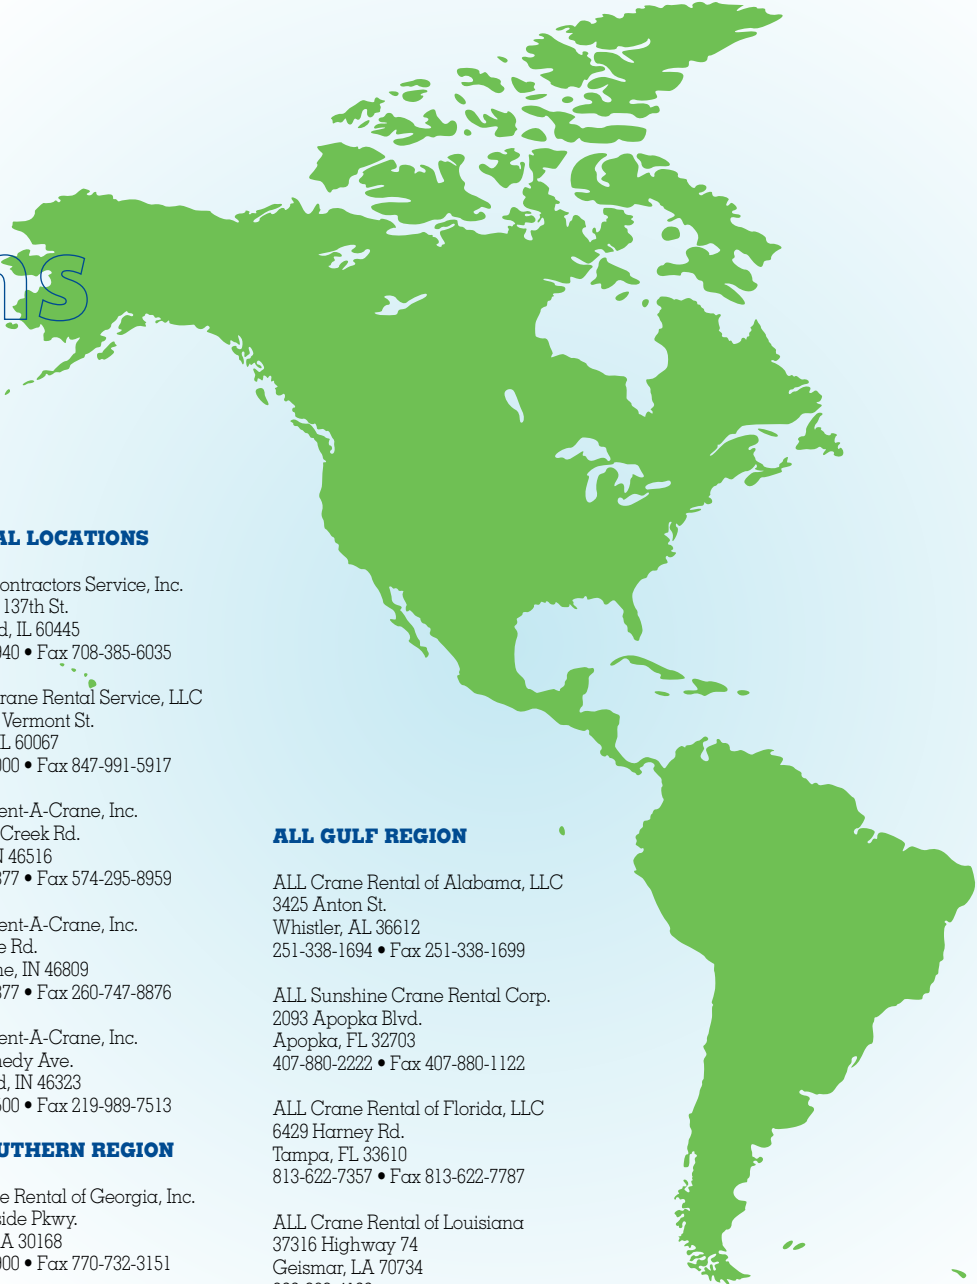 ns
AL LOCATIONS
ontractors Service, Inc.
137th St.
d, IL 60445
940 • Fax 708-385-6035
rane Rental Service, LLC
Vermont St.
L 60067
000 • Fax 847-991-5917
ent-A-Crane, Inc.
Creek Rd.
N 46516
877 • Fax 574-295-8959
ent-A-Crane, Inc.
e Rd.
ne, IN 46809
877 • Fax 260-747-8876
ent-A-Crane, Inc.
nedy Ave.
d, IN 46323
500 • Fax 219-989-7513
UTHERN REGION
e Rental of Georgia, Inc.
side Pkwy.
A 30168
900 • Fax 770-732-3151
ALL GULF REGION
ALL Crane Rental of Alabama, LLC
3425 Anton St.
Whistler, AL 36612
251-338-1694 • Fax 251-338-1699
ALL Sunshine Crane Rental Corp.
2093 Apopka Blvd.
Apopka, FL 32703
407-880-2222 • Fax 407-880-1122
ALL Crane Rental of Florida, LLC
6429 Harney Rd.
Tampa, FL 33610
813-622-7357 • Fax 813-622-7787
ALL Crane Rental of Louisiana
37316 Highway 74
Geismar, LA 70734